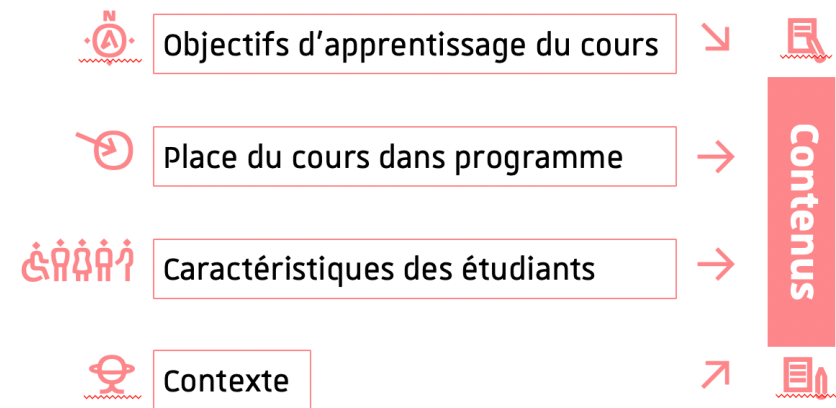 N
A
Objectifs d'apprentissage du cours
Place du cours dans programme
Caractéristiques des étudiants
Contexte
Contenus